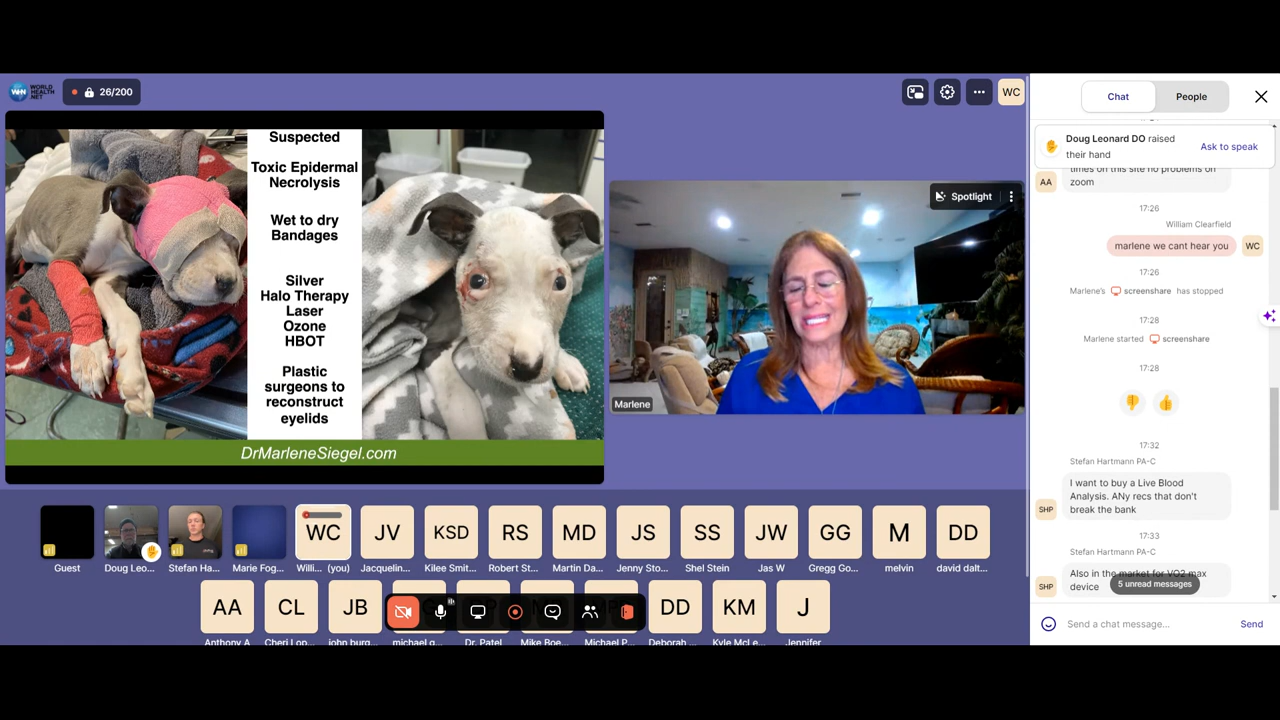 WORLD
HEALTH
.NET
26/200
WC
Suspected
Toxic Epidermal
Necrolysis
Wet to dry
Bandages
Silver
Halo Therapy
Laser
Ozone
HBOT
Plastic
surgeons to
reconstruct
eyelids
DrMarleneSiegel.com
Spotlight
Marlene
Guest
Doug Leo...
Stefan Ha...
Marie Fog...
WC
Willi... (you)
JV
Jacquelin...
KSD
Kilee Smit...
RS
Robert St...
MD
Martin Da...
JS
Jenny Sto...
SS
Shel Stein
JW
Jas W
GG
Gregg Go...
M
melvin
DD
david dalt...
AA
Anthony A
CL
Cheri Lop...
JB
john burg...
michael g...
Dr. Patel
Mike Boe...
Michael P...
DD
Deborah
KM
Kyle McLe...
J
Jennifer
Chat
People
Doug Leonard DO raised
their hand
Ask to speak
times on this site no problems on
zoom
AA
17:26
William Clearfield
marlene we cant hear you
WC
17:26
Marlene's screenshare has stopped
17:28
Marlene started screenshare
17:28
17:32
Stefan Hartmann PA-C
I want to buy a Live Blood
Analysis. ANy recs that don't
break the bank
SHP
17:33
Stefan Hartmann PA-C
Also in the market for VO2 max
device
SHP
5 unread messages
Send a chat message...
Send